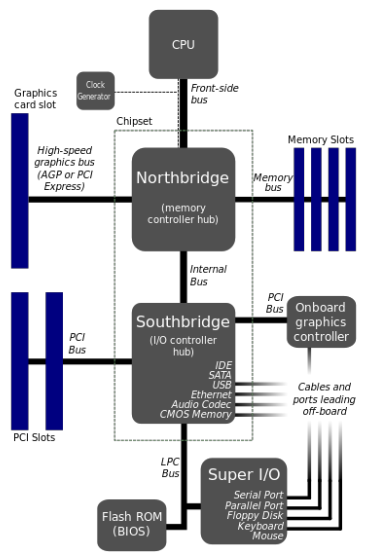 CPU
Clock
Generator
Front-side
bus
Graphics
card slot
Chipset
High-speed
graphics bus
(AGP or PCI
Express)
Northbridge
(memory
controller hub)
Memory
bus
Memory Slots
Internal
Bus
PCI
Bus
Southbridge
(I/O controller
hub)
IDE
SATA
USB
Ethernet
Audio Codec
CMOS Memory
PCI
Bus
Onboard
graphics
controller
Cables and
ports leading
off-board
PCI Slots
LPC
Bus
Super I/O
Serial Port
Parallel Port
Floppy Disk
Keyboard
Mouse
Flash ROM
(BIOS)